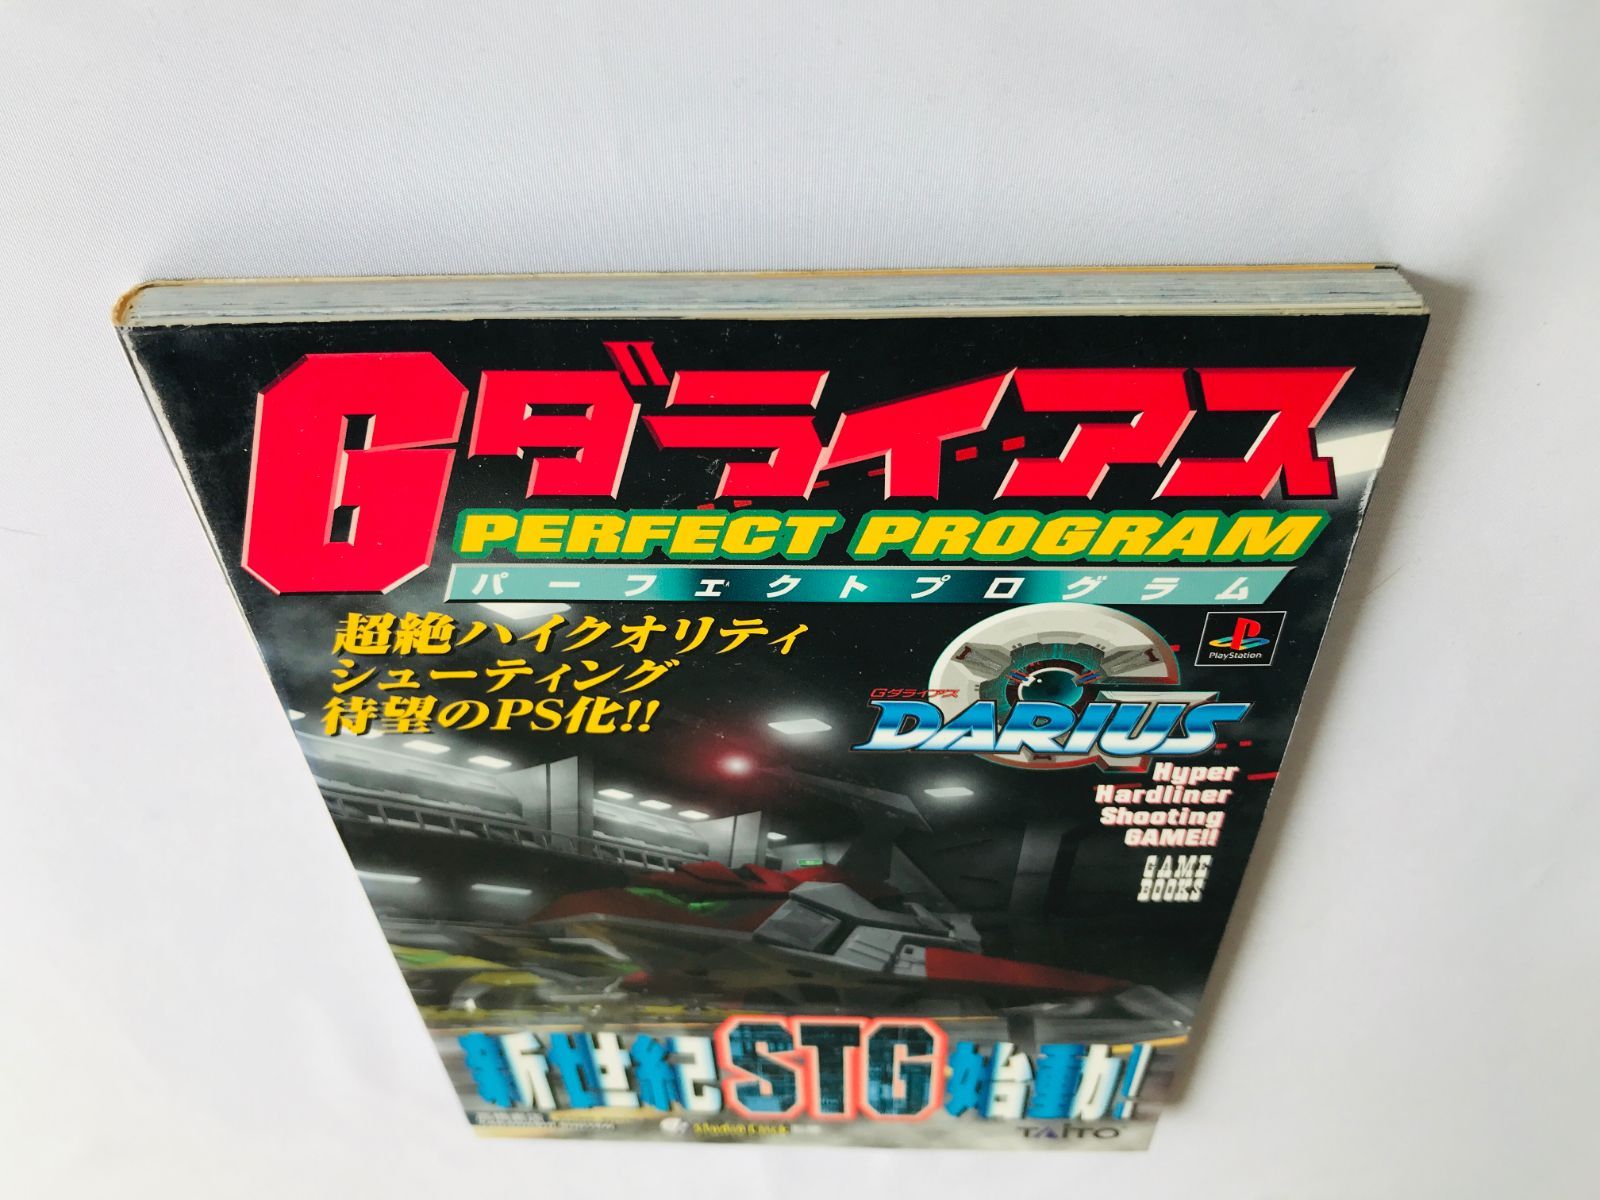 Gダライアス
PERFECT PROGRAM
パーフェクトプログラム
超絶ハイクオリティ
シューティング
待望のPS化!!
PlayStation
Gダライアス
DARIUS
Hyper
Hardliner
Shooting
GAME!!
GAME
BOOKS
新世紀STG始動!
TAITO